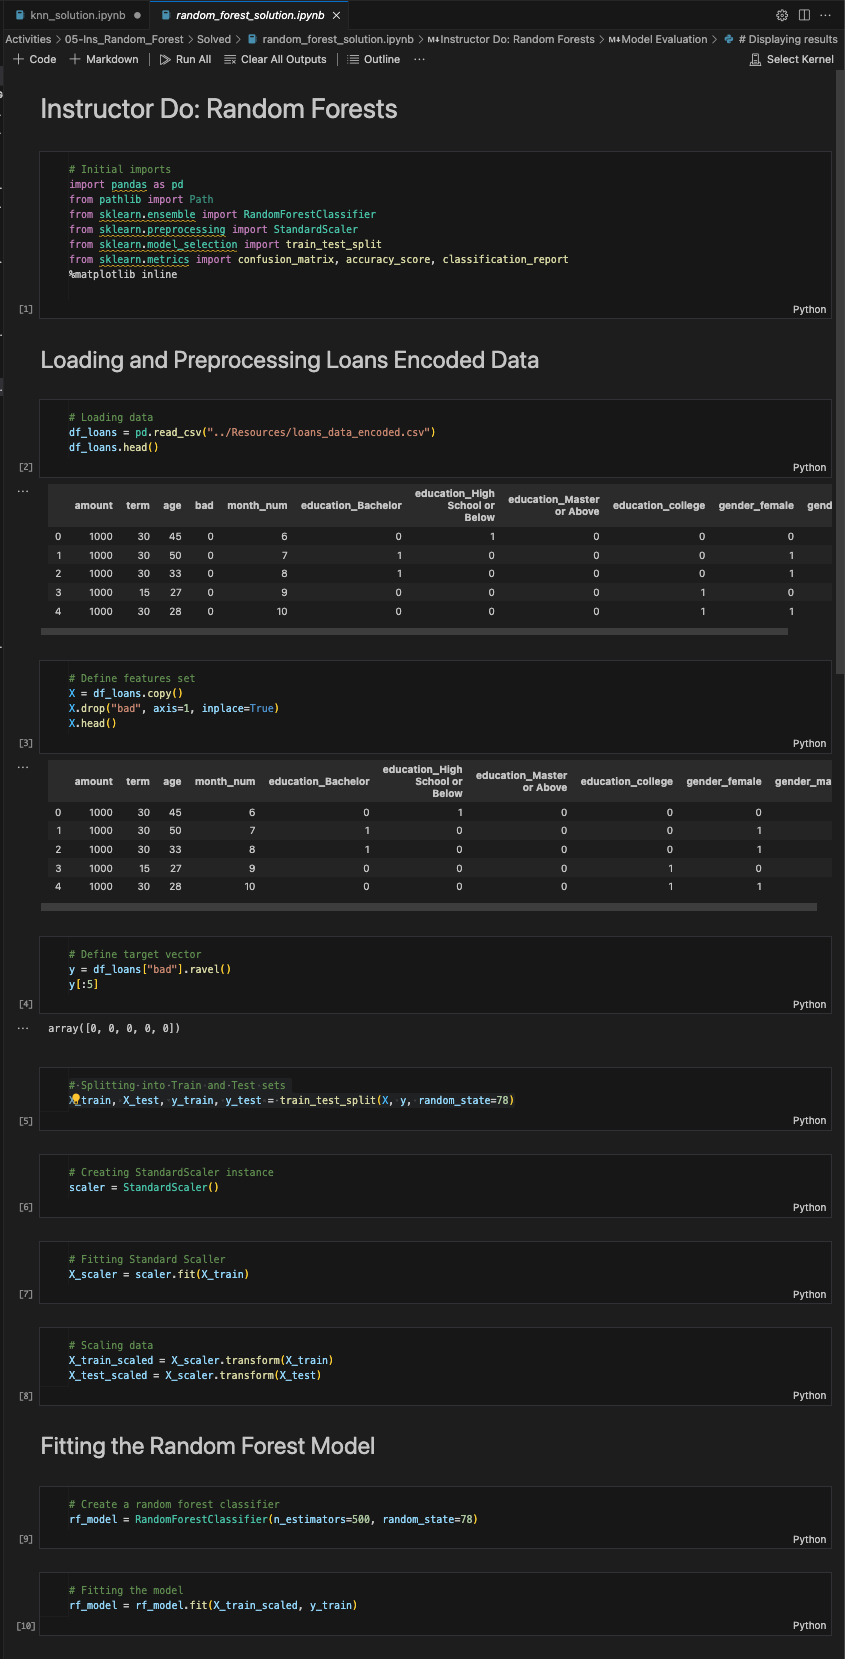 knn_solution.ipynb ● random_forest_solution.ipynb ×
Activities > 05-Ins_Random_Forest > Solved > random_forest_solution.ipynb > M↓Instructor Do: Random Forests > M↓Model Evaluation > # Displaying results
+ Code + Markdown | Run All Clear All Outputs | Outline ··· Select Kernel
Instructor Do: Random Forests
# Initial imports
import pandas as pd
from pathlib import Path
from sklearn.ensemble import RandomForestClassifier
from sklearn.preprocessing import StandardScaler
from sklearn.model_selection import train_test_split
from sklearn.metrics import confusion_matrix, accuracy_score, classification_report
%matplotlib inline
[1] Python
Loading and Preprocessing Loans Encoded Data
# Loading data
df_loans = pd.read_csv("../Resources/loans_data_encoded.csv")
df_loans.head()
[2] Python
...
amount term age bad month_num education_Bachelor education_High School or Below education_Master or Above education_college gender_female gend
0 1000 30 45 0 6 0 1 0 0 0
1 1000 30 50 0 7 1 0 0 0 1
2 1000 30 33 0 8 1 0 0 0 1
3 1000 15 27 0 9 0 0 0 1 0
4 1000 30 28 0 10 0 0 0 1 1
# Define features set
X = df_loans.copy()
X.drop("bad", axis=1, inplace=True)
X.head()
[3] Python
...
amount term age month_num education_Bachelor education_High School or Below education_Master or Above education_college gender_female gender_ma
0 1000 30 45 6 0 1 0 0 0
1 1000 30 50 7 1 0 0 0 1
2 1000 30 33 8 1 0 0 0 1
3 1000 15 27 9 0 0 0 1 0
4 1000 30 28 10 0 0 0 1 1
# Define target vector
y = df_loans["bad"].ravel()
y[:5]
[4] Python
...
array([0, 0, 0, 0, 0])
# Splitting into Train and Test sets
X_train, X_test, y_train, y_test = train_test_split(X, y, random_state=78)
[5] Python
# Creating StandardScaler instance
scaler = StandardScaler()
[6] Python
# Fitting Standard Scaller
X_scaler = scaler.fit(X_train)
[7] Python
# Scaling data
X_train_scaled = X_scaler.transform(X_train)
X_test_scaled = X_scaler.transform(X_test)
[8] Python
Fitting the Random Forest Model
# Create a random forest classifier
rf_model = RandomForestClassifier(n_estimators=500, random_state=78)
[9] Python
# Fitting the model
rf_model = rf_model.fit(X_train_scaled, y_train)
[10] Python